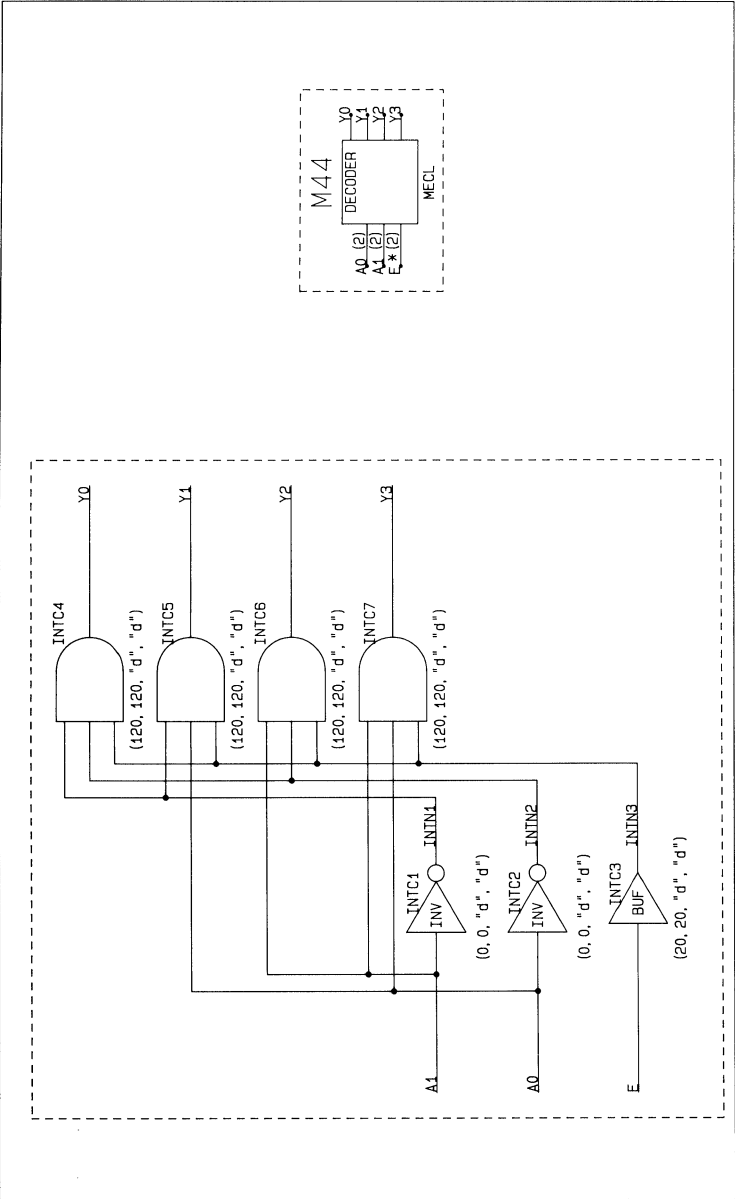 M44
DECODER
MECL
A0 (2)
A1 (2)
E *(2)
Y0
Y1
Y2
Y3
INTC4
Y0
(120, 120, "d", "d")
INTC5
Y1
(120, 120, "d", "d")
INTC6
Y2
(120, 120, "d", "d")
INTC7
Y3
(120, 120, "d", "d")
A1
INTC1
INV
INTN1
(0, 0, "d", "d")
A0
INTC2
INV
INTN2
(0, 0, "d", "d")
E
INTC3
BUF
INTN3
(20, 20, "d", "d")